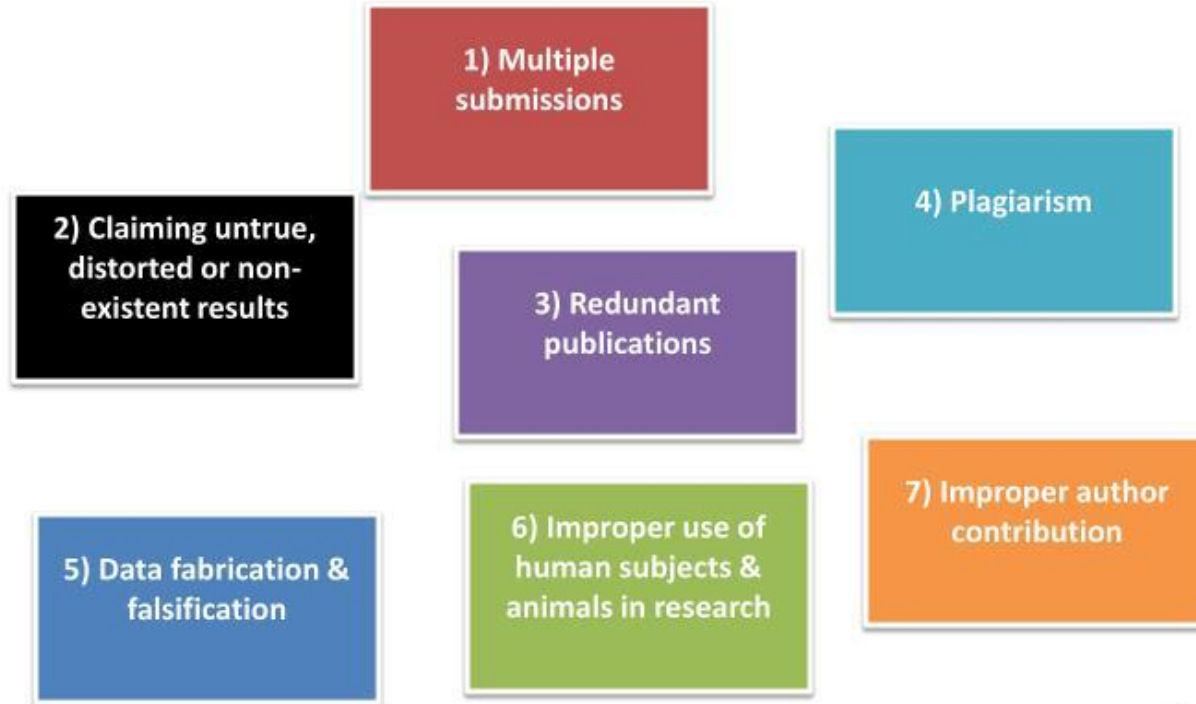 1) Multiple
submissions
2) Claiming untrue,
distorted or non-
existent results
3) Redundant
publications
4) Plagiarism
5) Data fabrication &
falsification
6) Improper use of
human subjects &
animals in research
7) Improper author
contribution